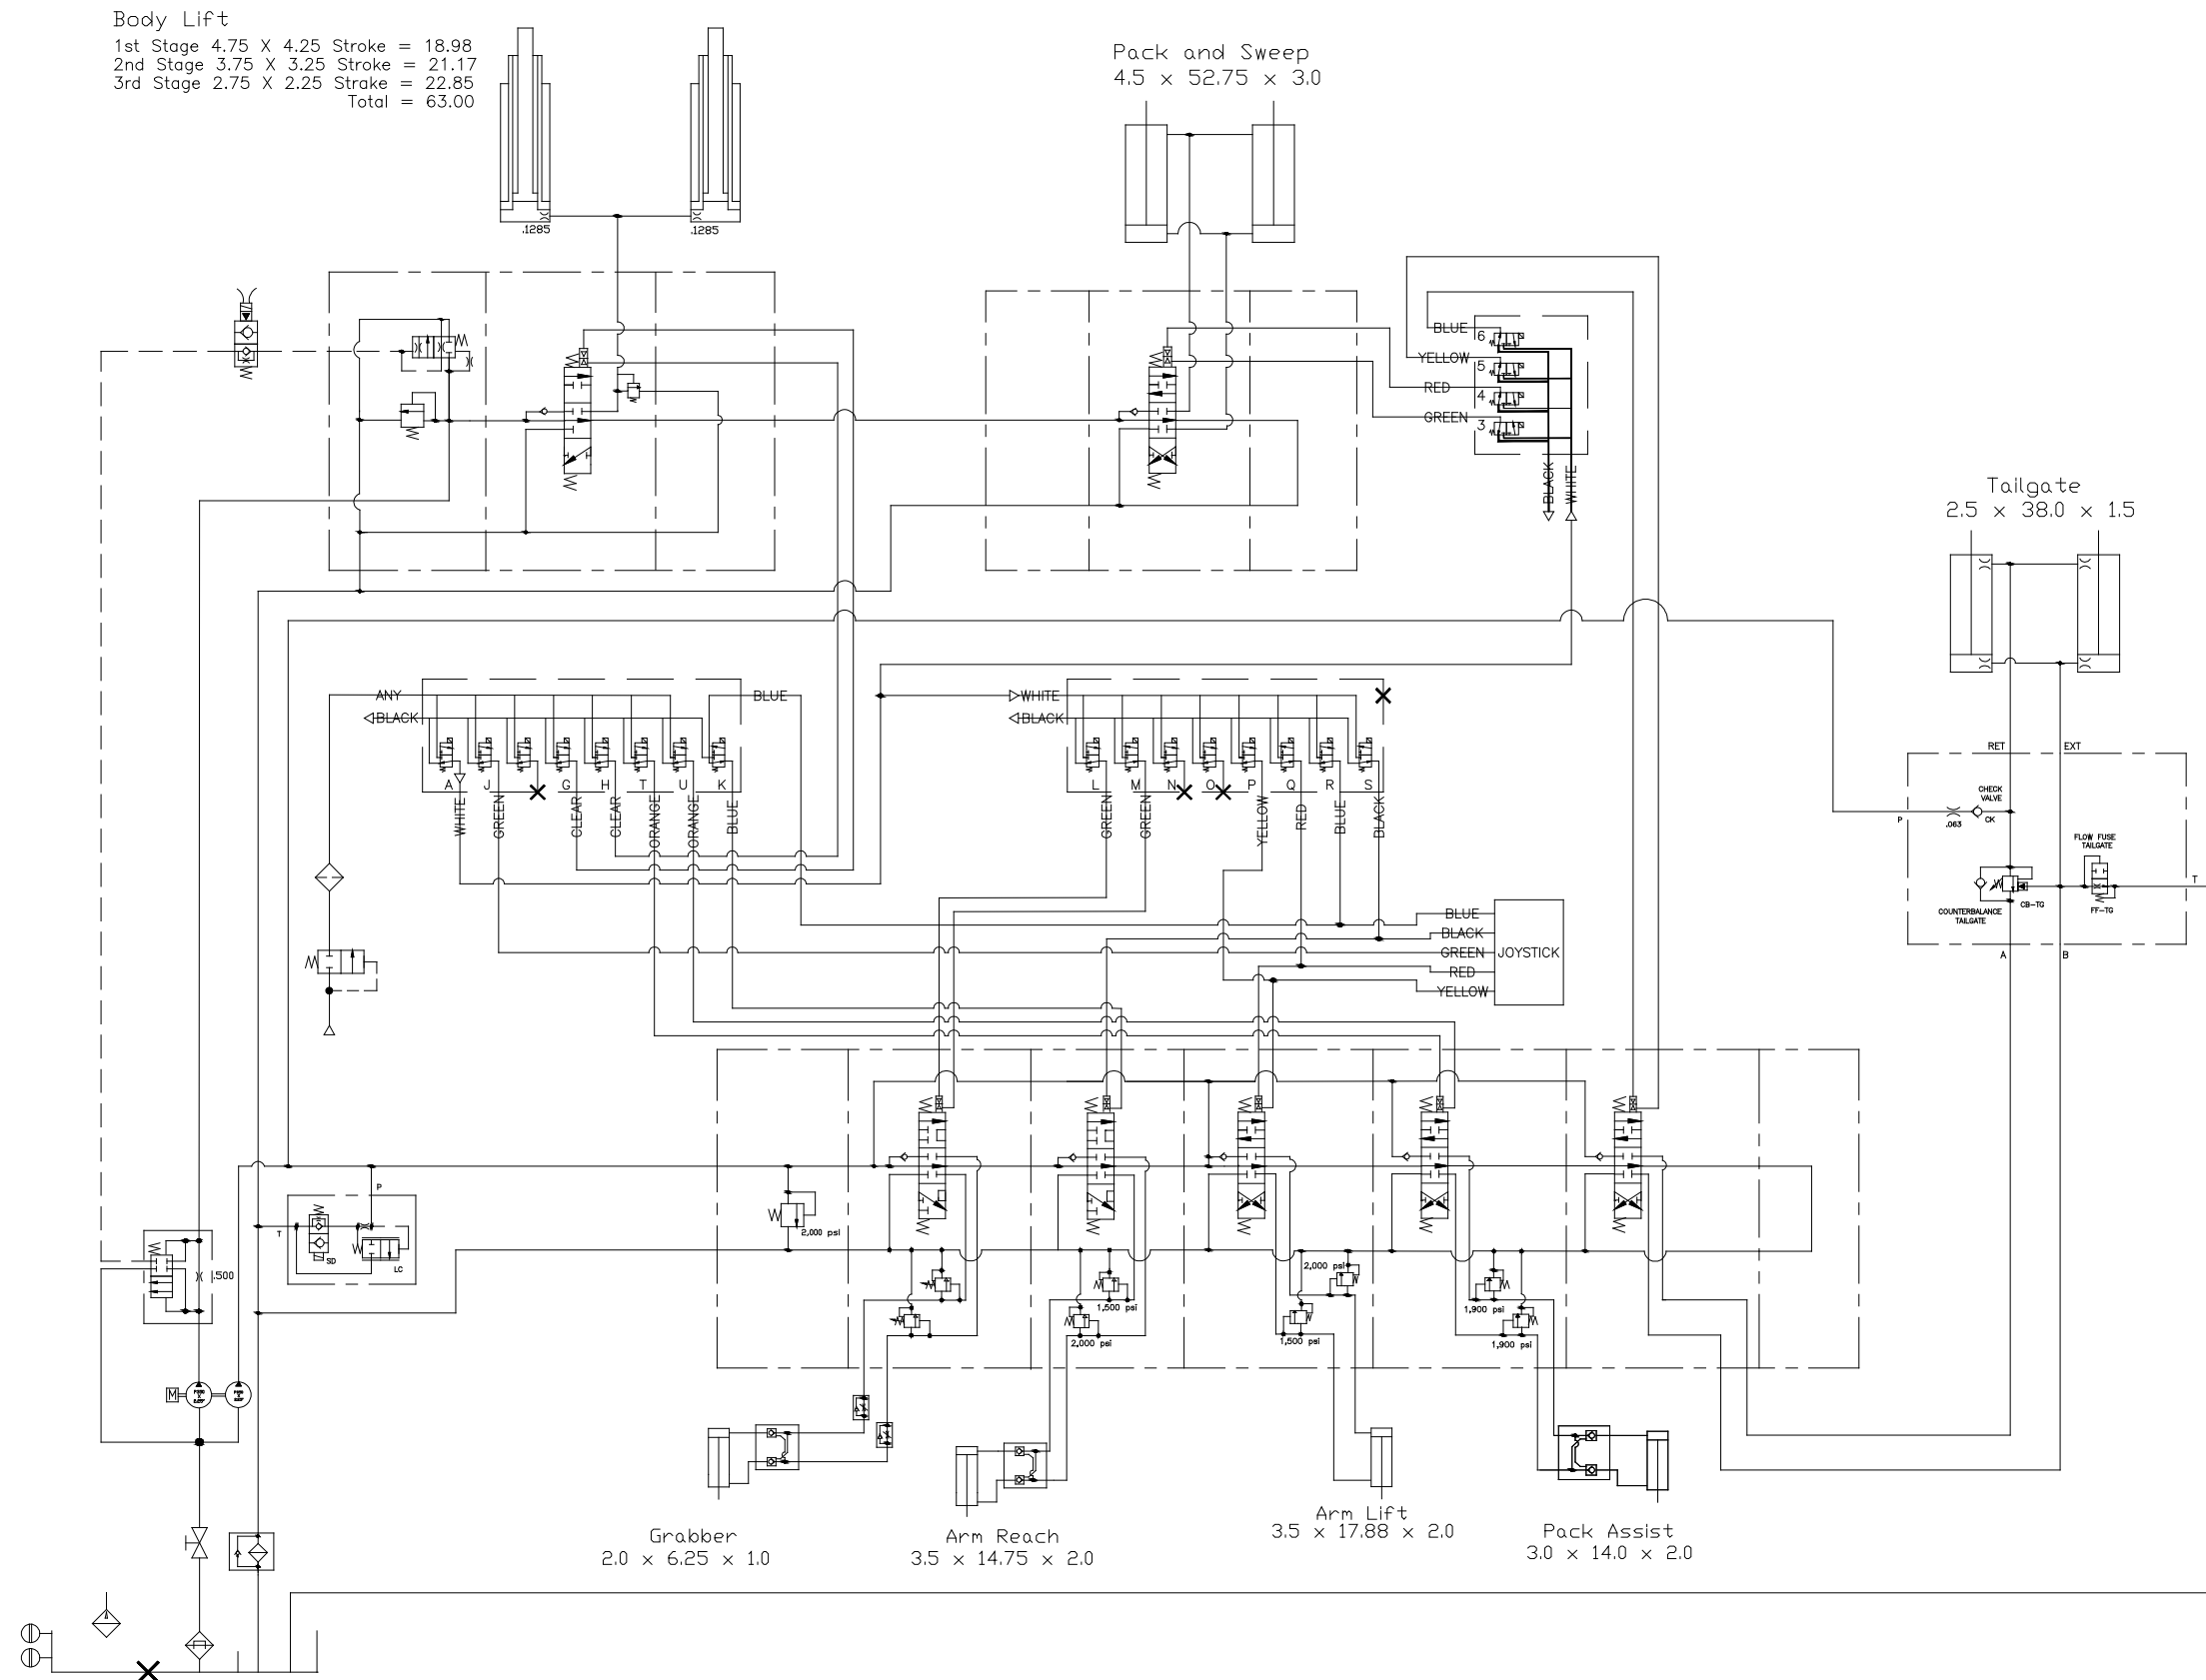 Body Lift
1st Stage 4.75 X 4.25 Stroke = 18.98
2nd Stage 3.75 X 3.25 Stroke = 21.17
3rd Stage 2.75 X 2.25 Strake = 22.85
Total = 63.00
.1285
.1285
Pack and Sweep
4.5 x 52.75 x 3.0
BLUE
6
YELLOW
5
RED
4
GREEN
3
BLACK
WHITE
Tailgate
2.5 x 38.0 x 1.5
RET
EXT
CHECK
VALVE
P
.063
CK
FLOW FUSE
TAILGATE
T
CB-TG
FF-TG
COUNTERBALANCE
TAILGATE
A
B
ANY
BLUE
BLACK
A
J
G
H
T
U
K
WHITE
GREEN
CLEAR
CLEAR
ORANGE
ORANGE
BLUE
WHITE
BLACK
L
M
N
O
P
Q
R
S
GREEN
GREEN
YELLOW
RED
BLUE
BLACK
BLUE
BLACK
GREEN
JOYSTICK
RED
YELLOW
P
T
SD
LC
.500
M
2,000 psi
1,500 psi
2,000 psi
2,000 psi
1,500 psi
1,900 psi
1,900 psi
Grabber
2.0 x 6.25 x 1.0
Arm Reach
3.5 x 14.75 x 2.0
Arm Lift
3.5 x 17.88 x 2.0
Pack Assist
3.0 x 14.0 x 2.0